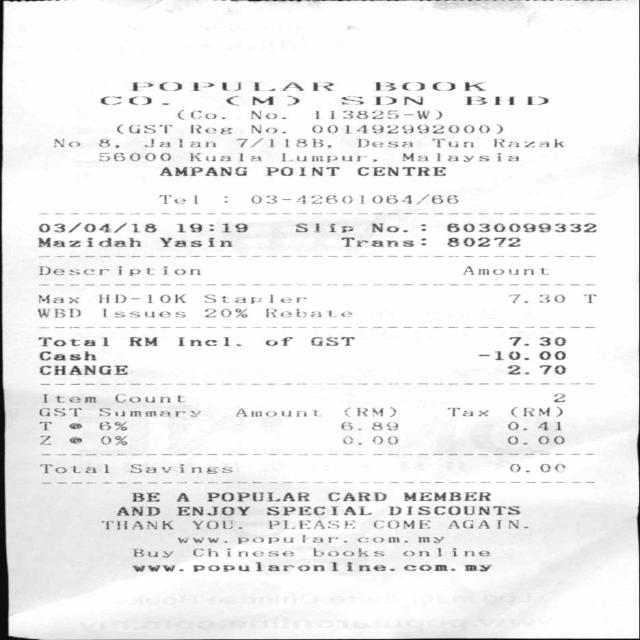 POPULAR BOOK
CO. (M) SDN BHD
(Co. No. 113825-W)
(GST Reg No. 001492992000)
No 8, Jalan 7/118B, Desa Tun Razak
56000 Kuala Lumpur, Malaysia
AMPANG POINT CENTRE
Tel : 03-42601064/66
03/04/18 19:19 Slip No.: 6030099332
Mazidah Yasin Trans: 80272
Description Amount
Max HD-10K Stapler 7.30 T
WBD Issues 20% Rebate
Total RM Incl. of GST 7.30
Cash -10.00
CHANGE 2.70
Item Count 2
GST Summary Amount (RM) Tax (RM)
T @ 6% 6.89 0.41
Z @ 0% 0.00 0.00
Total Savings 0.00
BE A POPULAR CARD MEMBER
AND ENJOY SPECIAL DISCOUNTS
THANK YOU. PLEASE COME AGAIN.
www.popular.com.my
Buy Chinese books online
www.popularonline.com.my